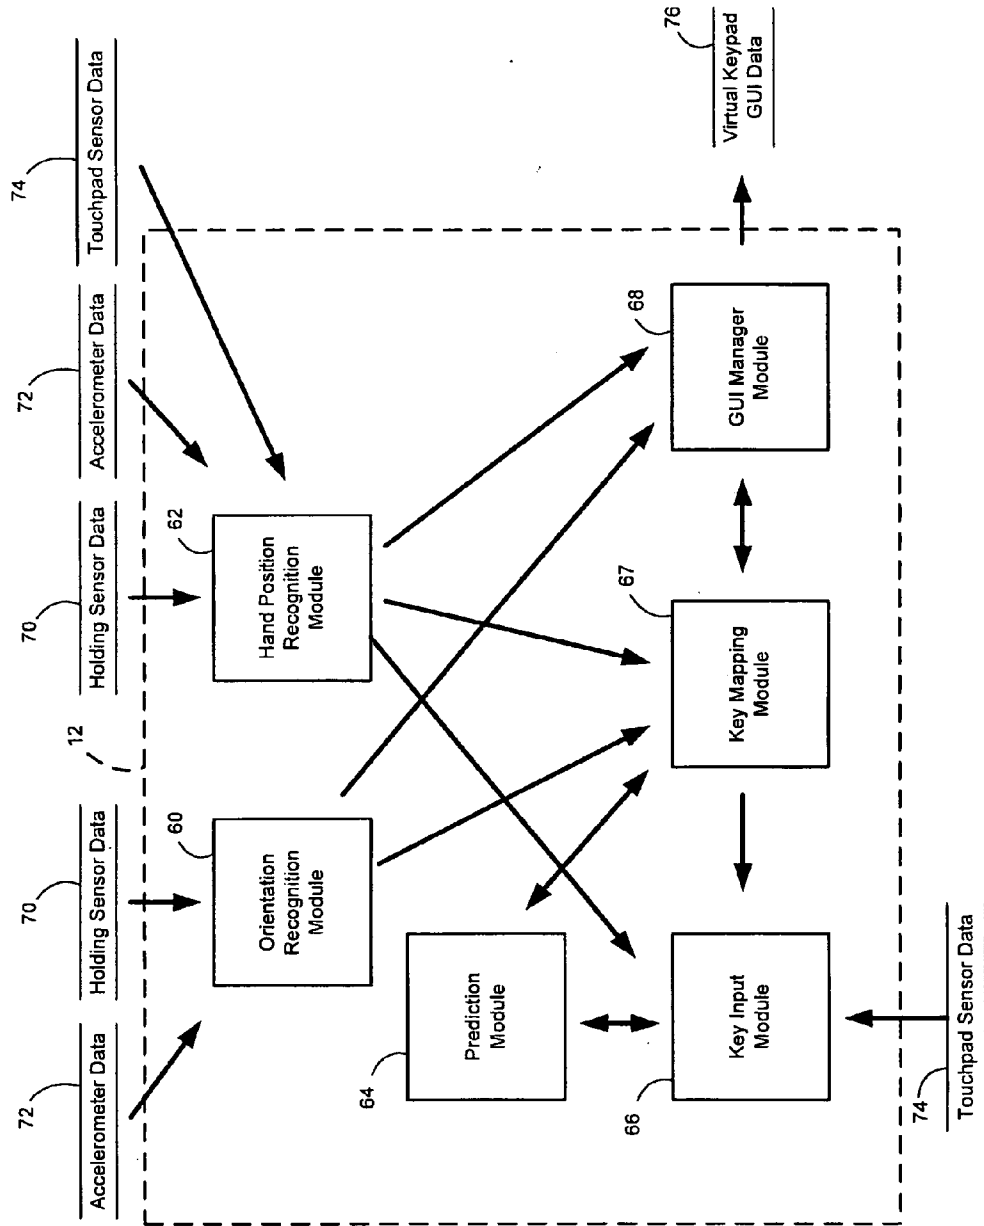 72
70
70
72
74
Accelerometer Data
Holding Sensor Data
Holding Sensor Data
Accelerometer Data
Touchpad Sensor Data
12
60
62
Orientation
Recognition
Module
Hand Position
Recognition
Module
64
Prediction
Module
66
67
68
Key Input
Module
Key Mapping
Module
GUI Manager
Module
76
Virtual Keypad
GUI Data
74
Touchpad Sensor Data